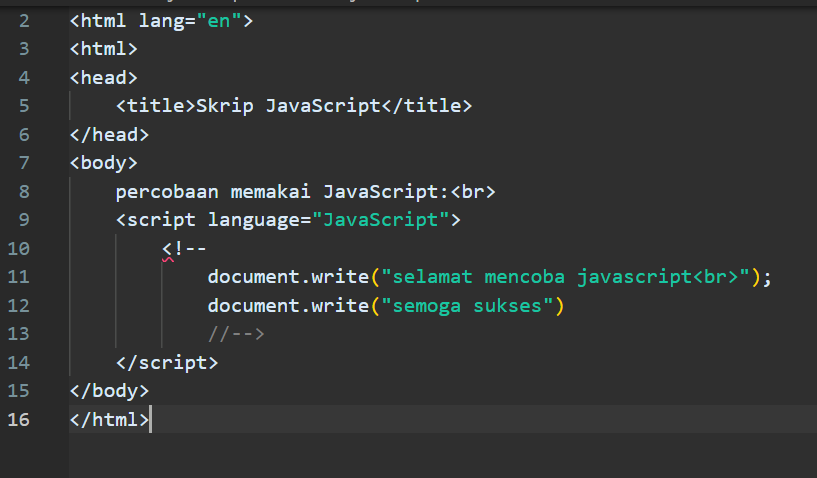 2 <html lang="en">
3 <html>
4 <head>
5 <title>Skrip JavaScript</title>
6 </head>
7 <body>
8 percobaan memakai JavaScript:<br>
9 <script language="JavaScript">
10 <!--
11 document.write("selamat mencoba javascript<br>");
12 document.write("semoga sukses")
13 //-->
14 </script>
15 </body>
16 </html>